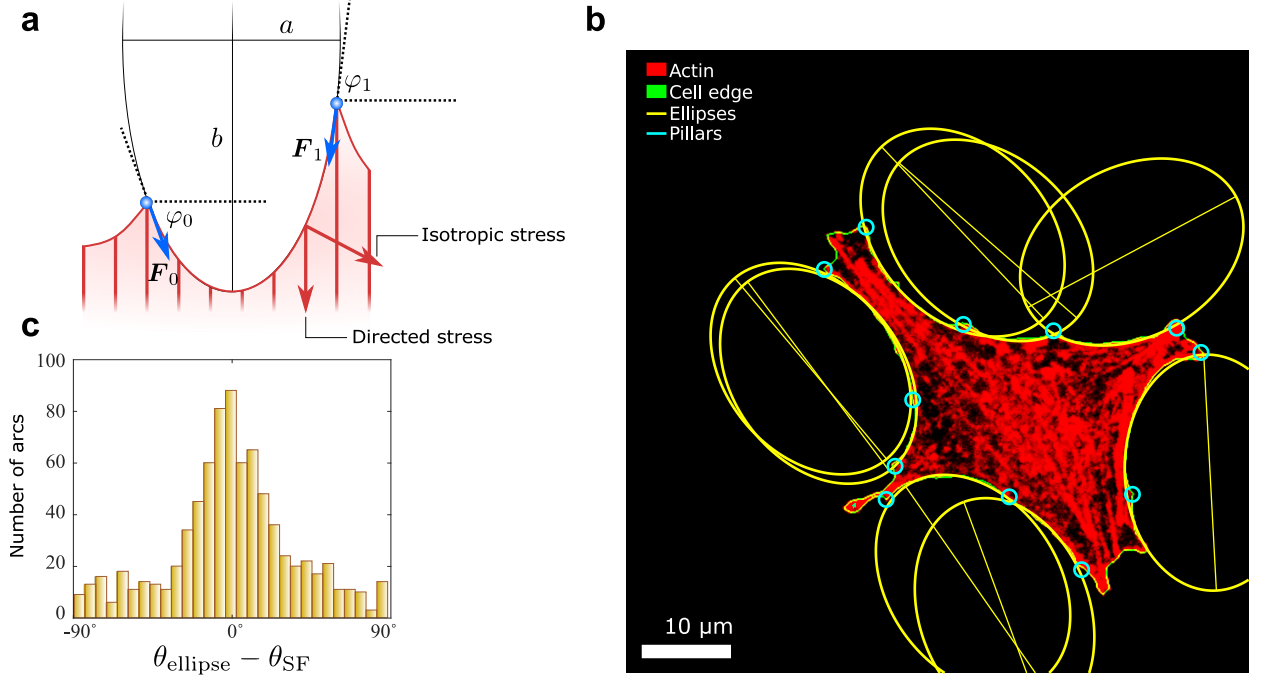 a
a
φ1
b
F1
φ0
F0
Isotropic stress
Directed stress
b
Actin
Cell edge
Ellipses
Pillars
10 μm
c
Number of arcs
100
80
60
40
20
0
-90° 0° 90°
θellipse − θSF